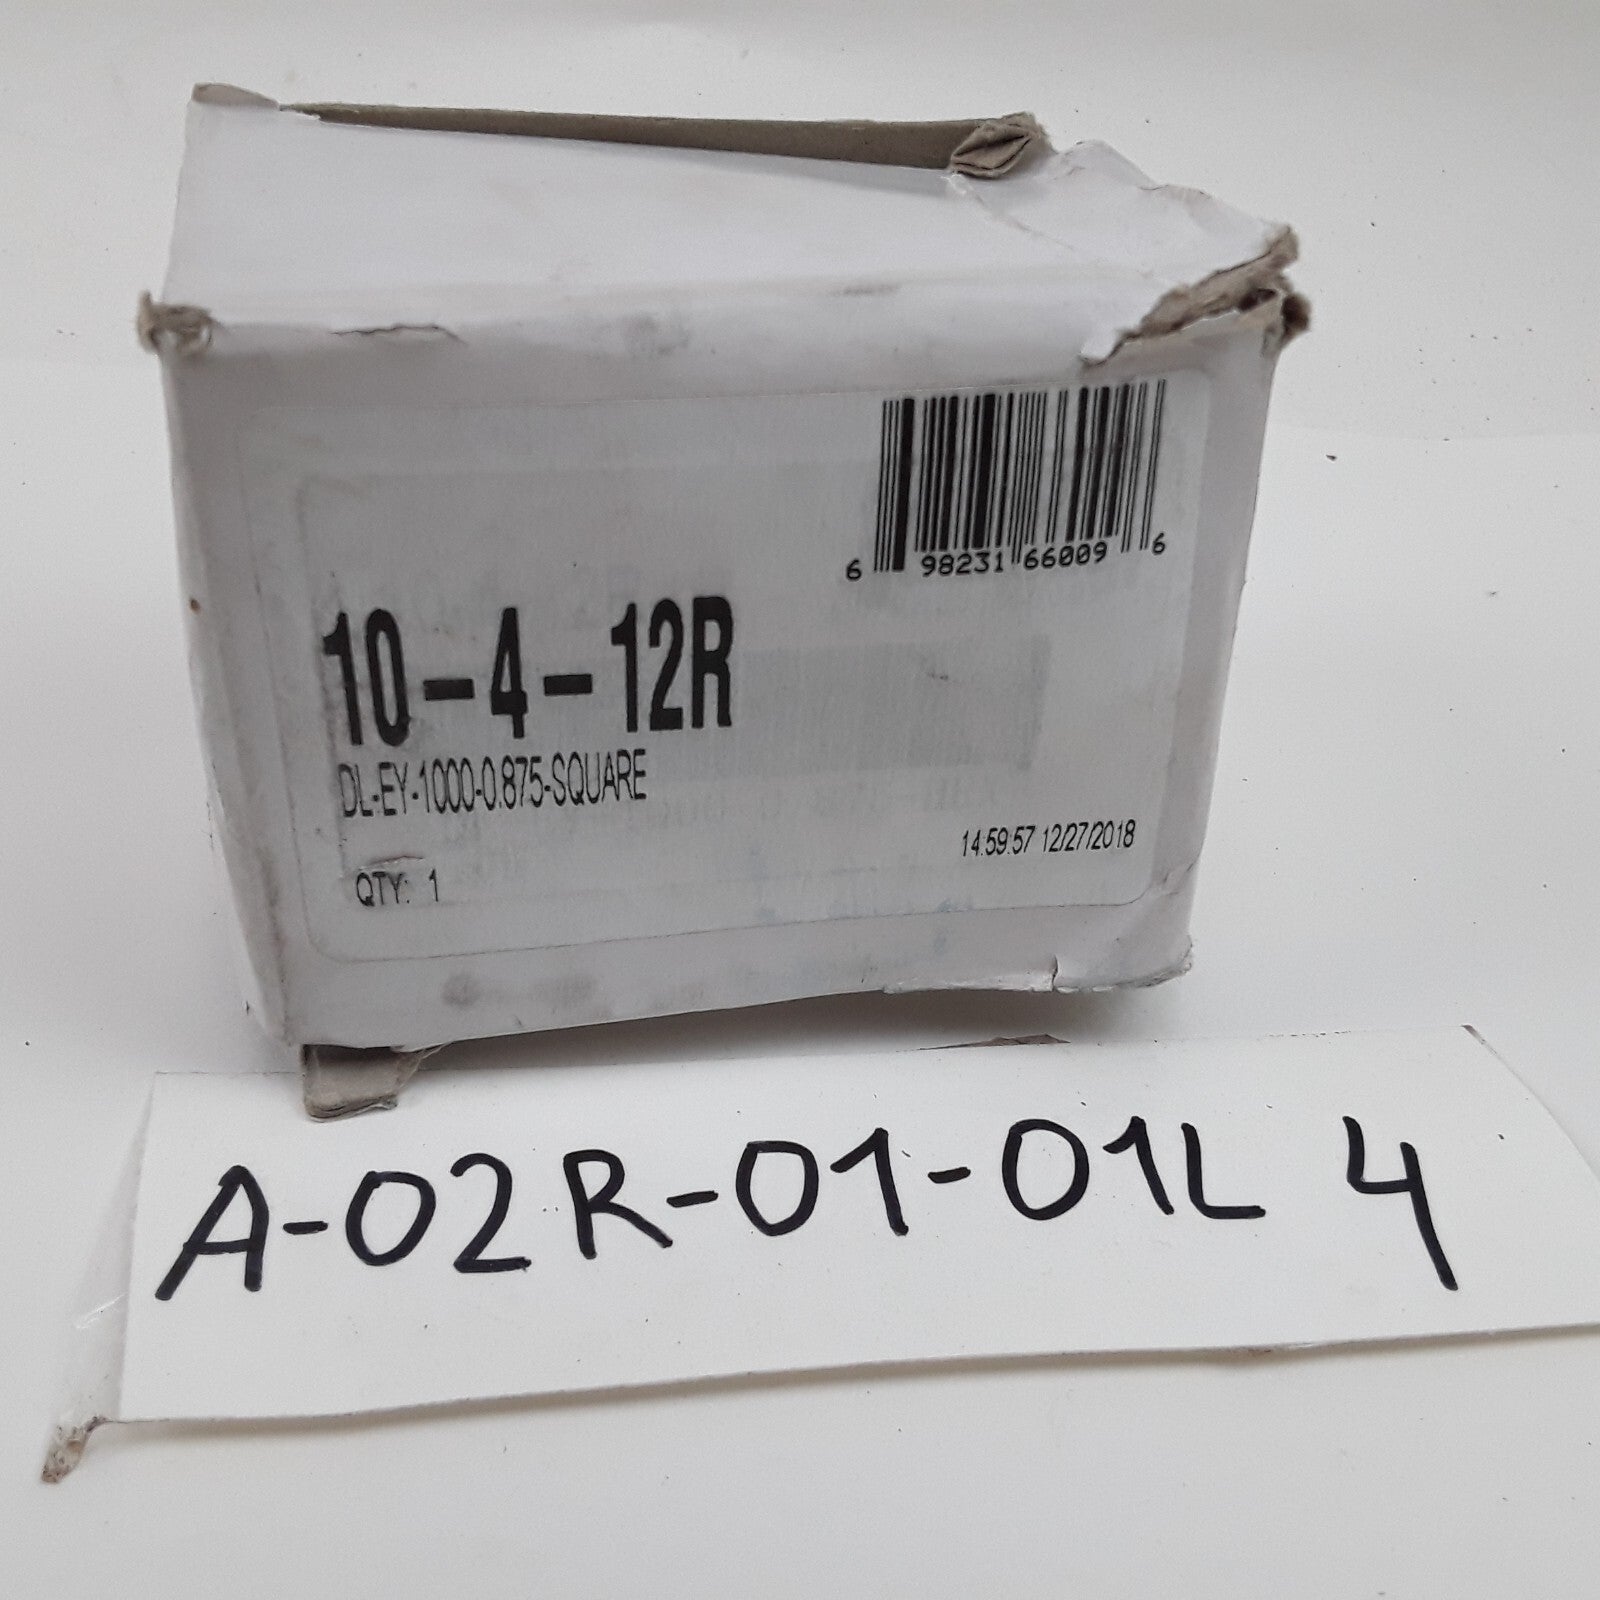 6 98231 66009 6
10-4-12R
DL-EY-1000-0.875-SQUARE
14:59:57 12/27/2018
QTY: 1
A-02R-01-01L 4